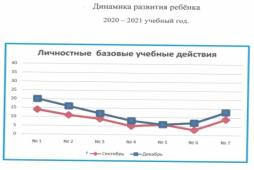 Динамика развития ребёнка
2020 – 2021 учебный год.
Личностные базовые учебные действия
40
35
30
25
20
15
10
5
0
№ 1 № 2 № 3 № 4 № 5 № 6 № 7
Сентябрь Декабрь